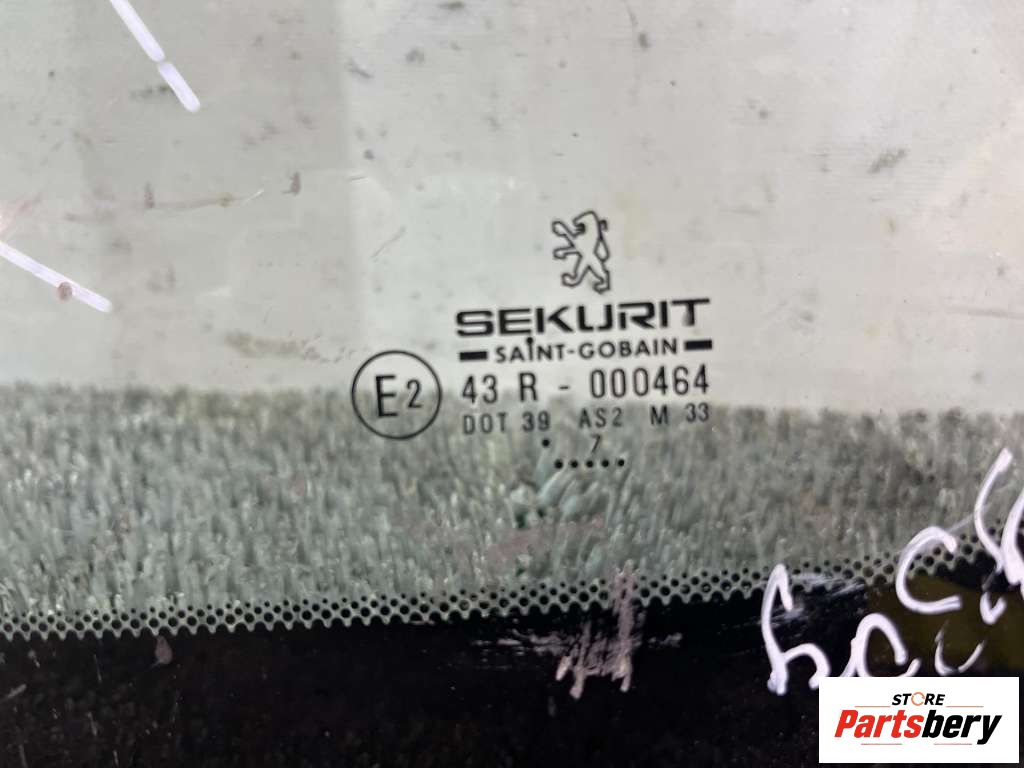 SEKURIT
SAINT-GOBAIN
E2
43 R - 000464
DOT 39 AS2 M 33
7
STORE
Partsbery